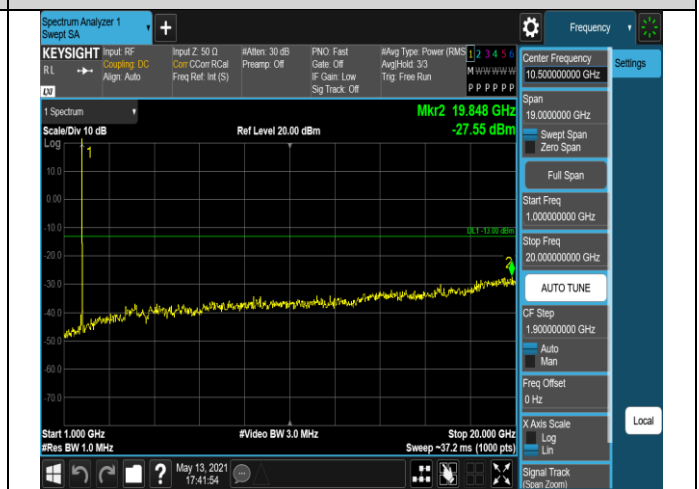 Spectrum Analyzer 1
Swept SA
+
Frequency
KEYSIGHT
RL
LXI
Input: RF
Coupling: DC
Align: Auto
Input Z: 50 Ω
Corr CCorr RCal
Freq Ref: Int (S)
#Atten: 30 dB
Preamp: Off
PNO: Fast
Gate: Off
IF Gain: Low
Sig Track: Off
#Avg Type: Power (RMS
Avg|Hold: 3/3
Trig: Free Run
1 2 3 4 5 6
M W W W W W
P P P P P P
1 Spectrum
Mkr2 19.848 GHz
-27.55 dBm
Scale/Div 10 dB
Ref Level 20.00 dBm
Log
1
10.0
0.00
-10.0
DL1 -13.00 dBm
-20.0
2
-30.0
-40.0
-50.0
-60.0
-70.0
Start 1.000 GHz
#Video BW 3.0 MHz
Stop 20.000 GHz
#Res BW 1.0 MHz
Sweep ~37.2 ms (1000 pts)
?
May 13, 2021
17:41:54
Center Frequency
10.500000000 GHz
Settings
Span
19.0000000 GHz
Swept Span
Zero Span
Full Span
Start Freq
1.000000000 GHz
Stop Freq
20.000000000 GHz
AUTO TUNE
CF Step
1.900000000 GHz
Auto
Man
Freq Offset
0 Hz
X Axis Scale
Log
Lin
Local
Signal Track
(Span Zoom)